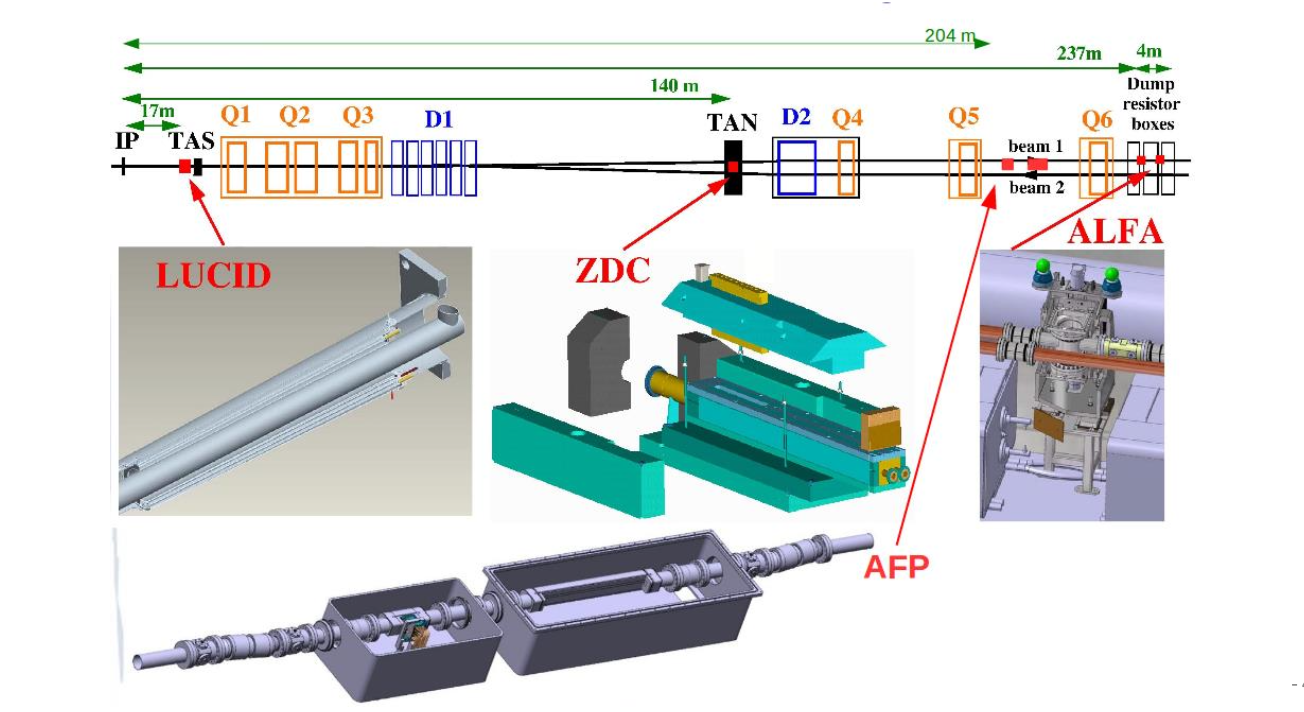 204 m
237m
4m
140 m
17m
Dump
resistor
boxes
IP
TAS
Q1
Q2
Q3
D1
TAN
D2
Q4
Q5
Q6
beam 1
beam 2
LUCID
ZDC
ALFA
AFP